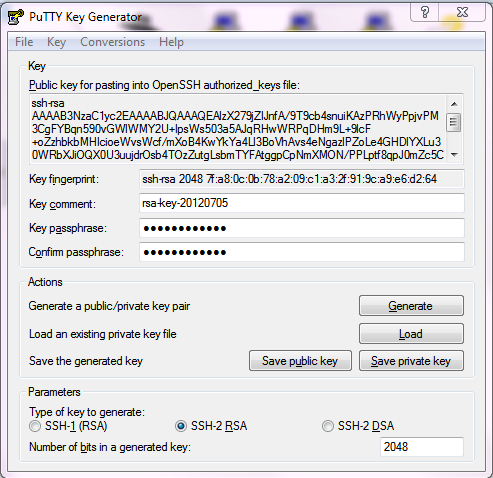 PuTTY Key Generator
File Key Conversions Help
Key
Public key for pasting into OpenSSH authorized_keys file:
ssh-rsa
AAAAB3NzaC1yc2EAAAABJQAAAQEAlzX279jZlJnfA/9T9cb4snuiKAzPRhWyPpjvPM
3CgFYBqn590vGWlWMY2U+lpsWs503a5AJqRHwWRPqDHm9L+9lcF
+oZzhbkbMHIcioeWvsWcf/mXoB4KwYkYa4U3BoVhAvs4eNgazlPZoLe4GHDIYXLu3
0WRbXJiOQX0U3uujdrOsb4TOzZutgLsbmTYFAtggpCpNmXMON/PPLptf8qpJ0mZc5C
Key fingerprint: ssh-rsa 2048 7f:a8:0c:0b:78:a2:09:c1:a3:2f:91:9c:a9:e6:d2:64
Key comment: rsa-key-20120705
Key passphrase: ●●●●●●●●●●●●
Confirm passphrase: ●●●●●●●●●●●●
Actions
Generate a public/private key pair Generate
Load an existing private key file Load
Save the generated key Save public key Save private key
Parameters
Type of key to generate:
SSH-1 (RSA) SSH-2 RSA SSH-2 DSA
Number of bits in a generated key: 2048